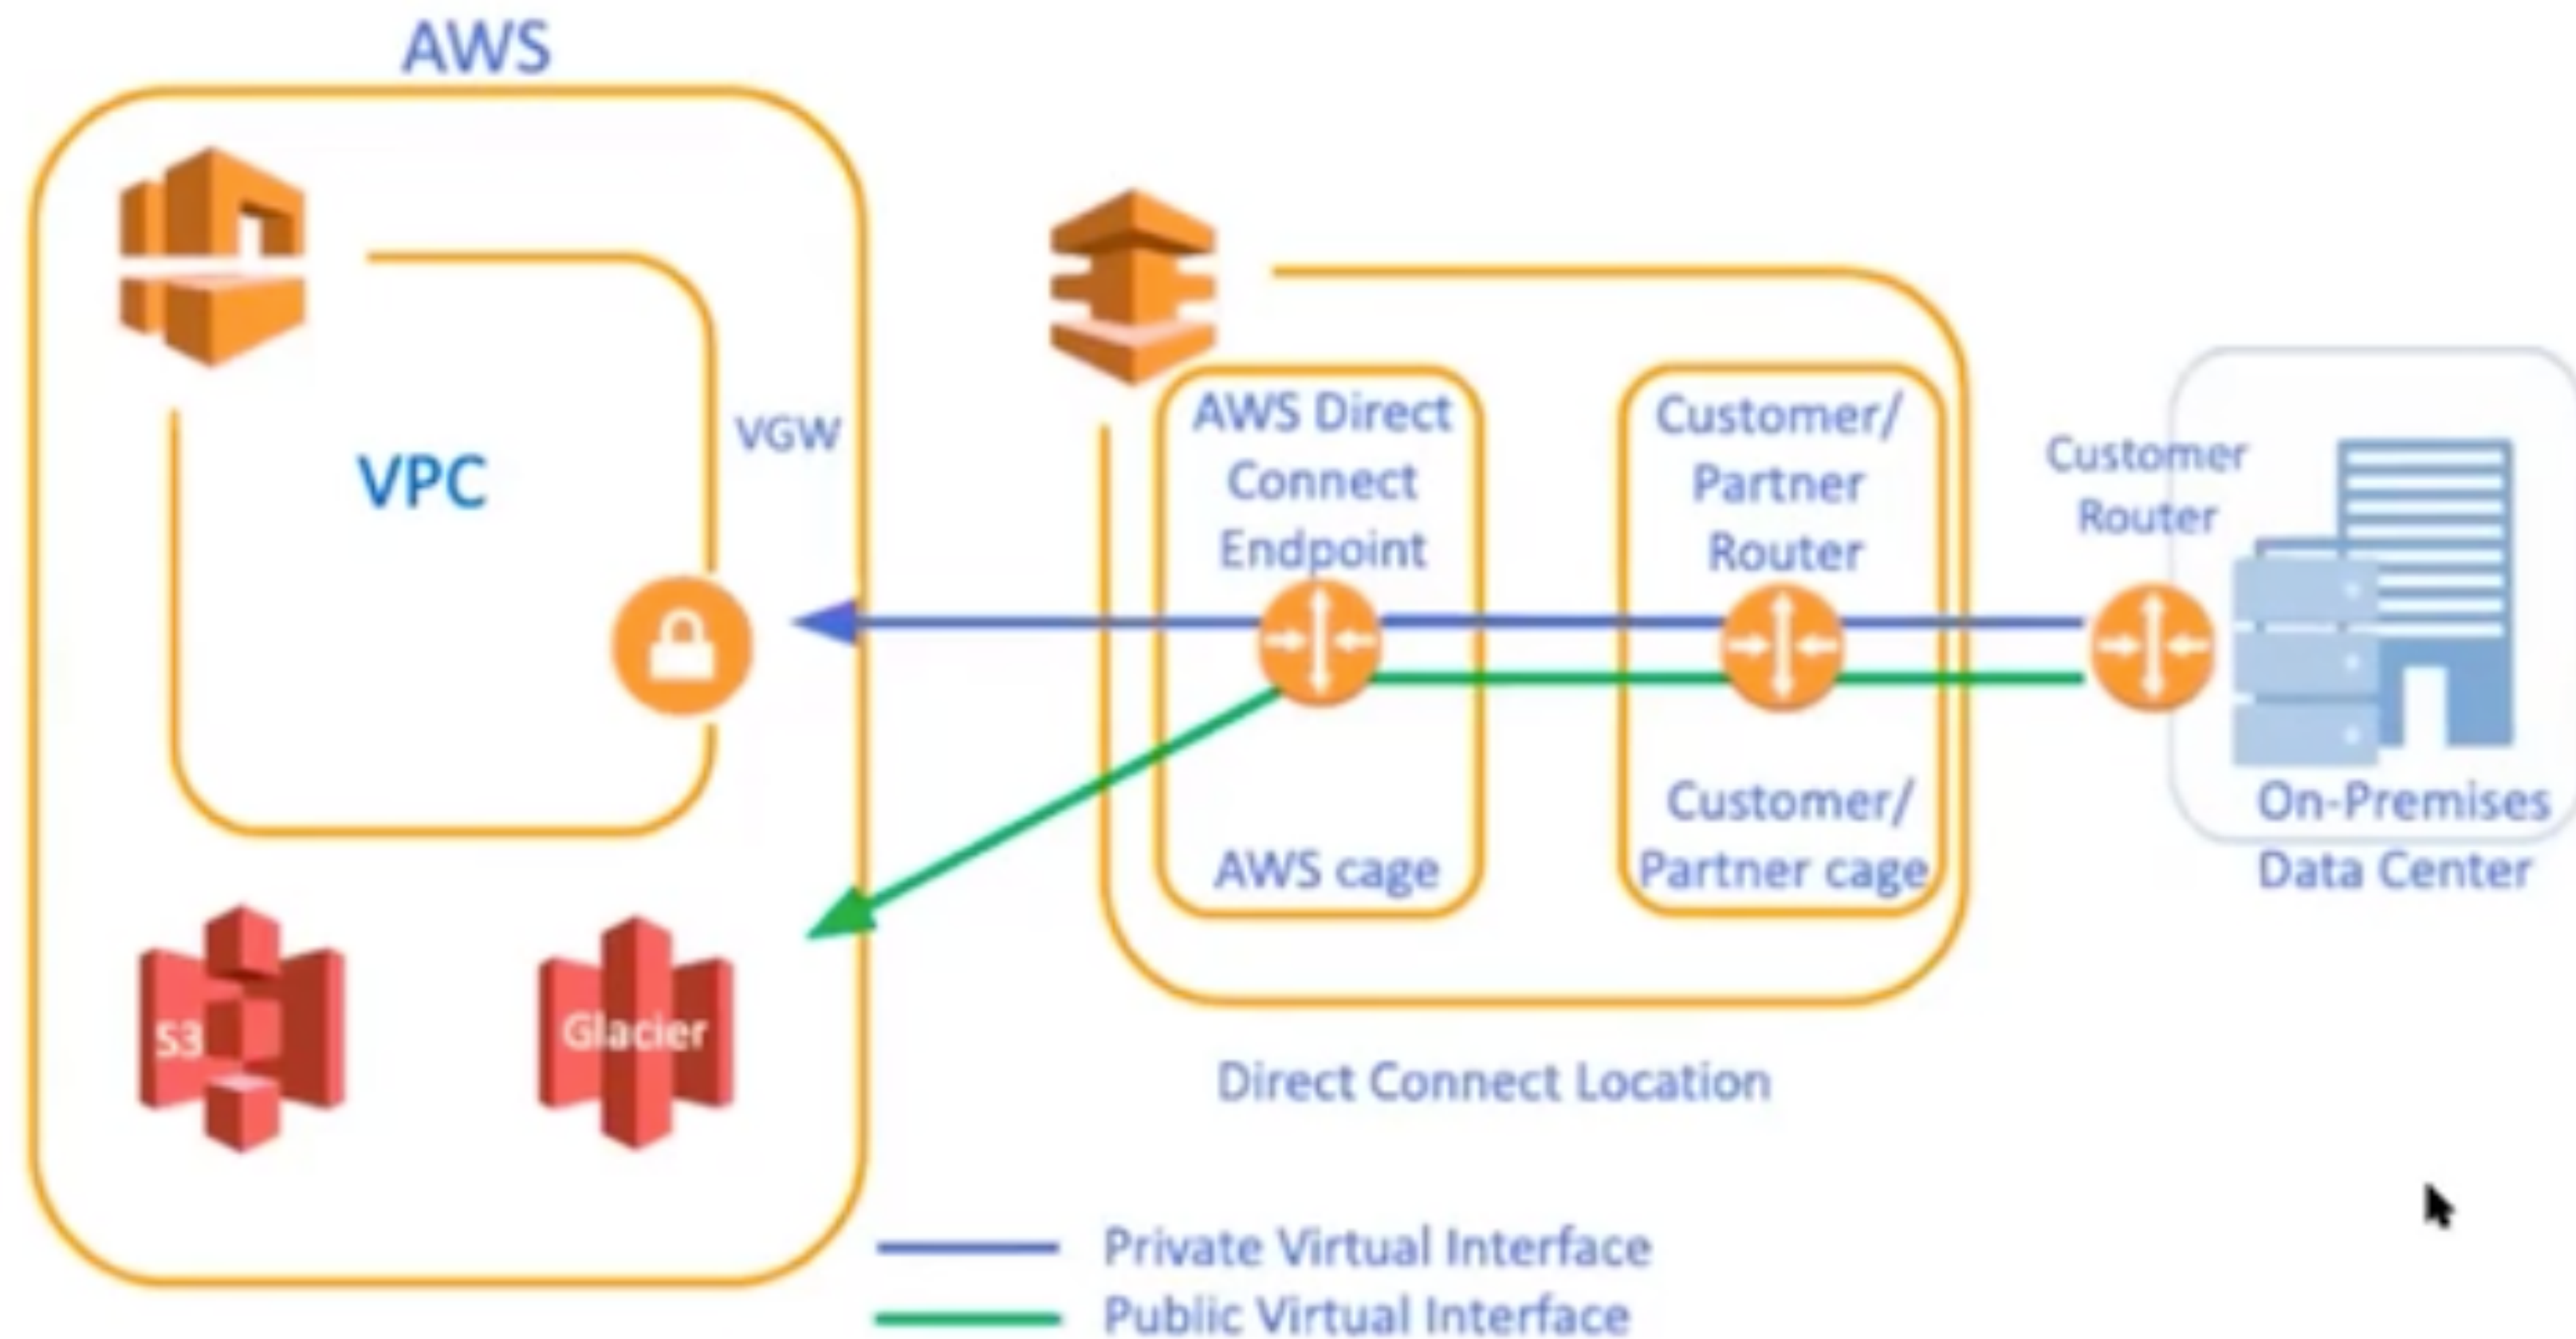 AWS
VPC
VGW
AWS Direct
Connect
Endpoint
AWS cage
Customer/
Partner
Router
Customer/
Partner cage
Customer
Router
On-Premises
Data Center
S3
Glacier
Direct Connect Location
Private Virtual Interface
Public Virtual Interface